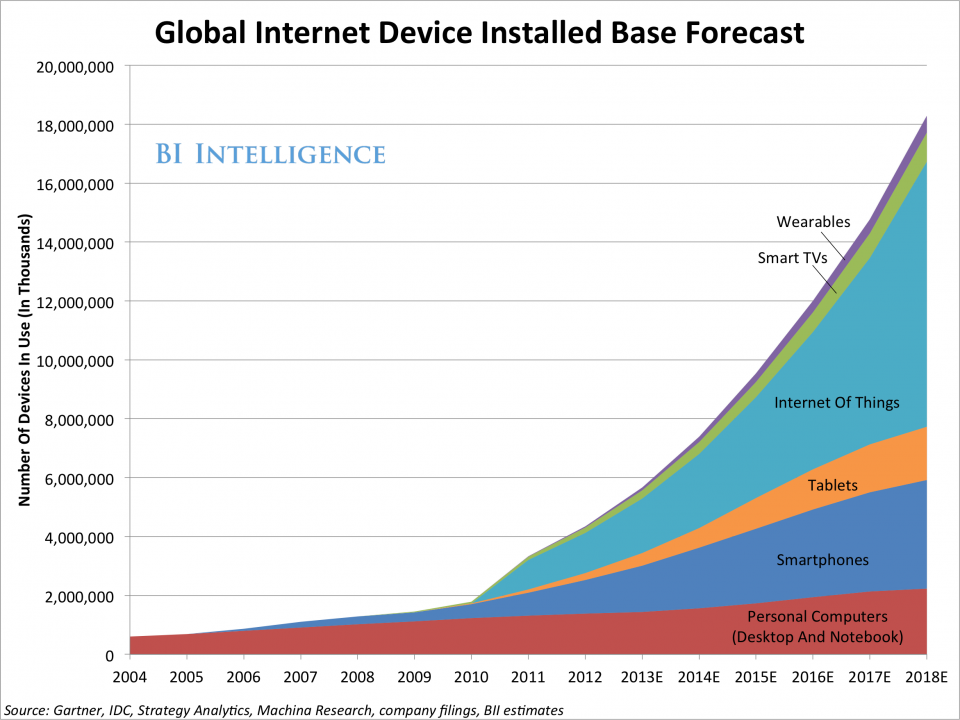 Global Internet Device Installed Base Forecast
20,000,000
18,000,000
16,000,000
14,000,000
12,000,000
10,000,000
8,000,000
6,000,000
4,000,000
2,000,000
0
Number Of Devices In Use (In Thousands)
BI INTELLIGENCE
Wearables
Smart TVs
Internet Of Things
Tablets
Smartphones
Personal Computers
(Desktop And Notebook)
2004 2005 2006 2007 2008 2009 2010 2011 2012 2013E 2014E 2015E 2016E 2017E 2018E
Source: Gartner, IDC, Strategy Analytics, Machina Research, company filings, BII estimates